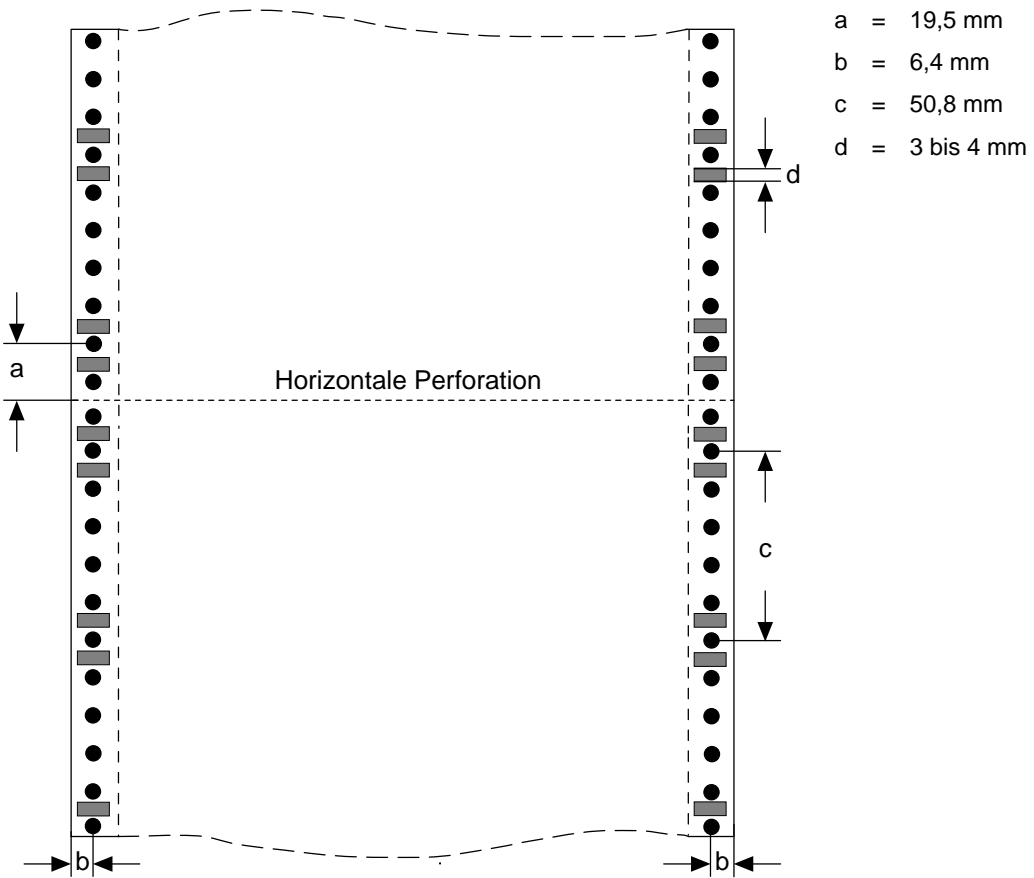 a = 19,5 mm
b = 6,4 mm
c = 50,8 mm
d = 3 bis 4 mm
d
a
Horizontale Perforation
c
b
b